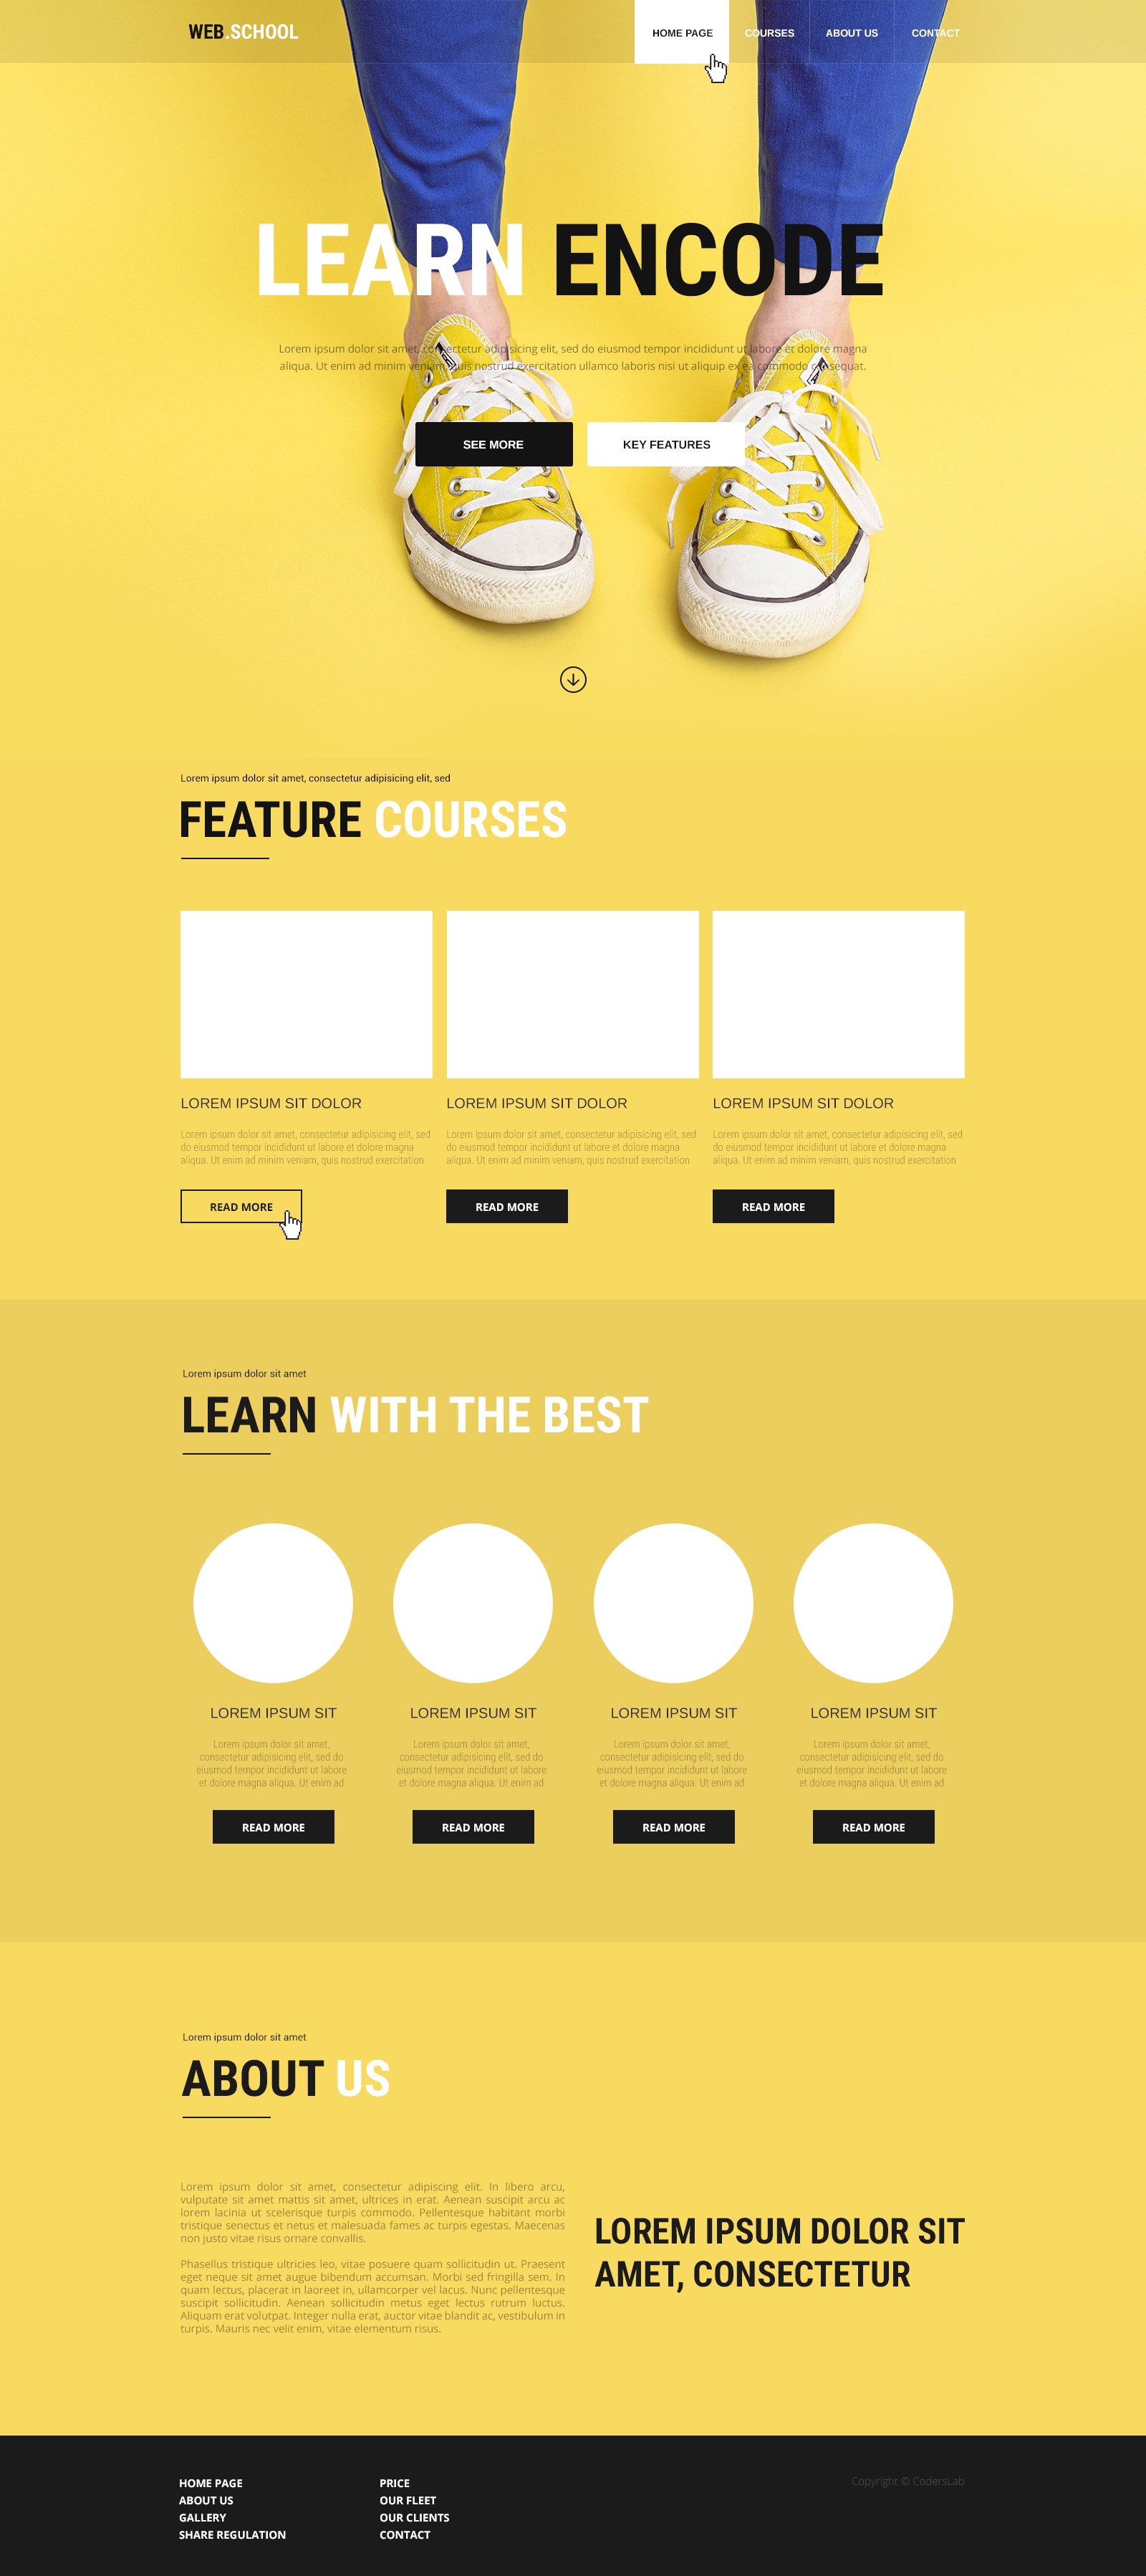 WEB.SCHOOL
HOME PAGE
COURSES
ABOUT US
CONTACT
LEARN ENCODE
Lorem ipsum dolor sit amet, consectetur adipisicing elit, sed do eiusmod tempor incididunt ut labore et dolore magna
aliqua. Ut enim ad minim veniam, quis nostrud exercitation ullamco laboris nisi ut aliquip ex ea commodo consequat.
SEE MORE
KEY FEATURES
Lorem ipsum dolor sit amet, consectetur adipisicing elit, sed
FEATURE COURSES
LOREM IPSUM SIT DOLOR
Lorem ipsum dolor sit amet, consectetur adipisicing elit, sed
do eiusmod tempor incididunt ut labore et dolore magna
aliqua. Ut enim ad minim veniam, quis nostrud exercitation
READ MORE
LOREM IPSUM SIT DOLOR
Lorem ipsum dolor sit amet, consectetur adipisicing elit, sed
do eiusmod tempor incididunt ut labore et dolore magna
aliqua. Ut enim ad minim veniam, quis nostrud exercitation
READ MORE
LOREM IPSUM SIT DOLOR
Lorem ipsum dolor sit amet, consectetur adipisicing elit, sed
do eiusmod tempor incididunt ut labore et dolore magna
aliqua. Ut enim ad minim veniam, quis nostrud exercitation
READ MORE
Lorem ipsum dolor sit amet
LEARN WITH THE BEST
LOREM IPSUM SIT
Lorem ipsum dolor sit amet,
consectetur adipisicing elit, sed do
eiusmod tempor incididunt ut labore
et dolore magna aliqua. Ut enim ad
READ MORE
LOREM IPSUM SIT
Lorem ipsum dolor sit amet,
consectetur adipisicing elit, sed do
eiusmod tempor incididunt ut labore
et dolore magna aliqua. Ut enim ad
READ MORE
LOREM IPSUM SIT
Lorem ipsum dolor sit amet,
consectetur adipisicing elit, sed do
eiusmod tempor incididunt ut labore
et dolore magna aliqua. Ut enim ad
READ MORE
LOREM IPSUM SIT
Lorem ipsum dolor sit amet,
consectetur adipisicing elit, sed do
eiusmod tempor incididunt ut labore
et dolore magna aliqua. Ut enim ad
READ MORE
Lorem ipsum dolor sit amet
ABOUT US
Lorem ipsum dolor sit amet, consectetur adipiscing elit. In libero arcu,
vulputate sit amet mattis sit amet, ultrices in erat. Aenean suscipit arcu ac
lorem lacinia ut scelerisque turpis commodo. Pellentesque habitant morbi
tristique senectus et netus et malesuada fames ac turpis egestas. Maecenas
non justo vitae risus ornare convallis.
Phasellus tristique ultricies leo, vitae posuere quam sollicitudin ut. Praesent
eget neque sit amet augue bibendum accumsan. Morbi sed fringilla sem. In
quam lectus, placerat in laoreet in, ullamcorper vel lacus. Nunc pellentesque
suscipit sollicitudin. Aenean sollicitudin metus eget lectus rutrum luctus.
Aliquam erat volutpat. Integer nulla erat, auctor vitae blandit ac, vestibulum in
turpis. Mauris nec velit enim, vitae elementum risus.
LOREM IPSUM DOLOR SIT
AMET, CONSECTETUR
HOME PAGE
ABOUT US
GALLERY
SHARE REGULATION
PRICE
OUR FLEET
OUR CLIENTS
CONTACT
Copyright © CodersLab